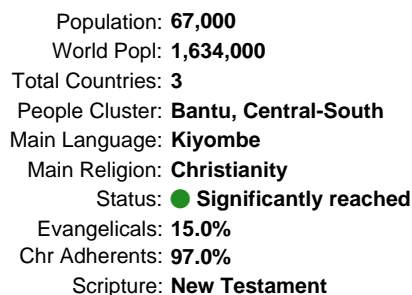 Population: 67,000
World Popl: 1,634,000
Total Countries: 3
People Cluster: Bantu, Central-South
Main Language: Kiyombe
Main Religion: Christianity
Status: Significantly reached
Evangelicals: 15.0%
Chr Adherents: 97.0%
Scripture: New Testament